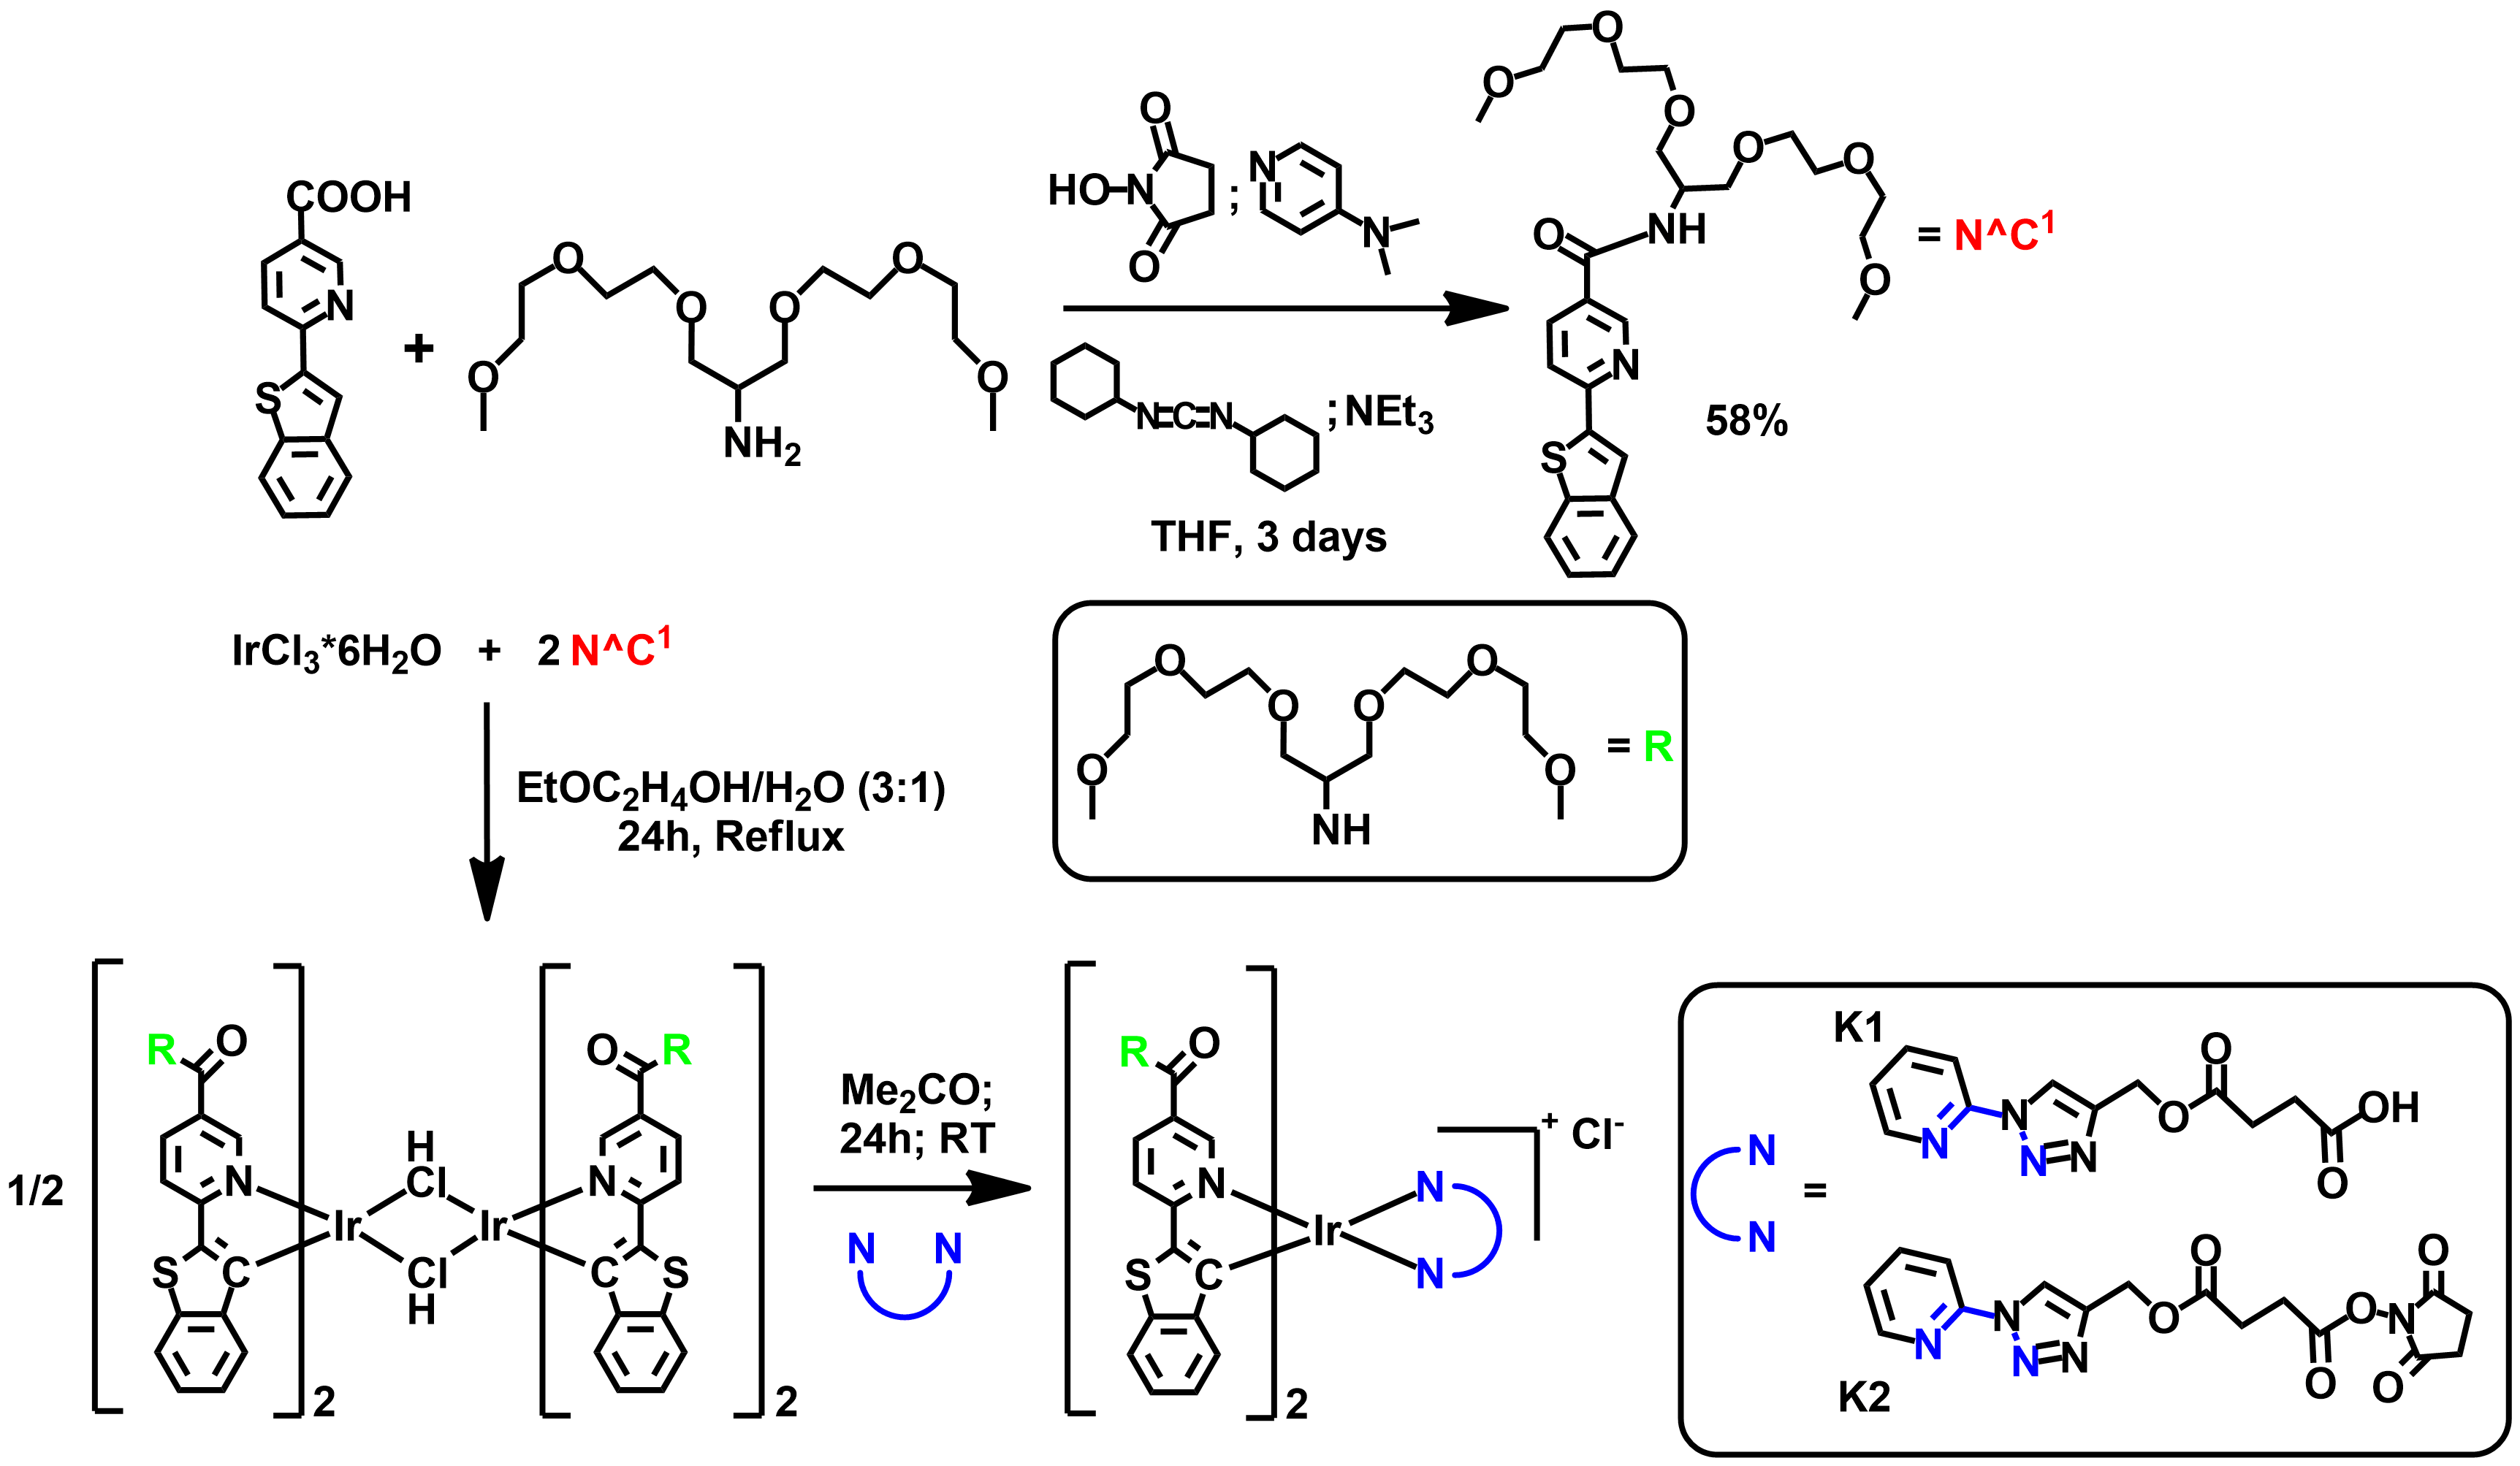 COOH
N
S
+
O O O O O O
NH₂
O
HO N
O
;
N
N
N=C=N
; NEt₃
THF, 3 days
O
O
O
O
O
O
O
NH
N
S
= N^C¹
58%
IrCl₃*6H₂O + 2 N^C¹
EtOC₂H₄OH/H₂O (3:1)
24h, Reflux
O O O O O O
NH
= R
1/2
R O
N
S C
2
Ir
H
Cl
Cl
H
Ir
O R
N
C S
2
Me₂CO;
24h; RT
N N
R O
N
S C
2
Ir
N
N
+ Cl⁻
N
N
=
K1
N
N
N
N
O
O
O
OH
K2
N
N
N
N
O
O
O
O
N
O
O